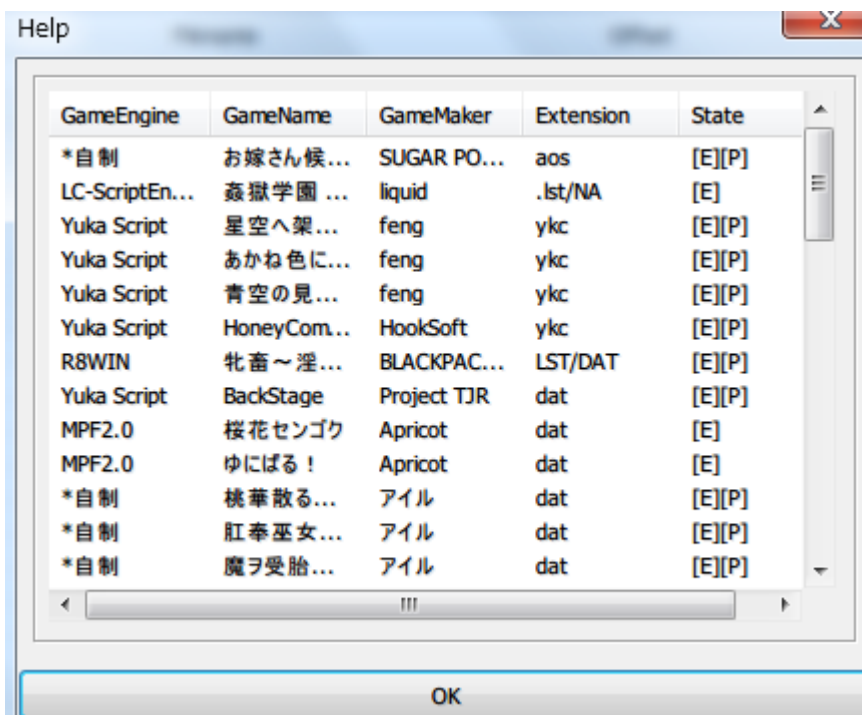 Help
GameEngine GameName GameMaker Extension State
*自制 お嫁さん候... SUGAR PO... aos [E][P]
LC-ScriptEn... 姦獄学園 ... liquid .lst/NA [E]
Yuka Script 星空へ架... feng ykc [E][P]
Yuka Script あかね色に... feng ykc [E][P]
Yuka Script 青空の見... feng ykc [E][P]
Yuka Script HoneyCom... HookSoft ykc [E][P]
R8WIN 牝畜～淫... BLACKPAC... LST/DAT [E][P]
Yuka Script BackStage Project TJR dat [E][P]
MPF2.0 桜花センゴク Apricot dat [E]
MPF2.0 ゆにばる！ Apricot dat [E]
*自制 桃華散る... アイル dat [E][P]
*自制 肛奉巫女... アイル dat [E][P]
*自制 魔ヲ受胎... アイル dat [E][P]
OK